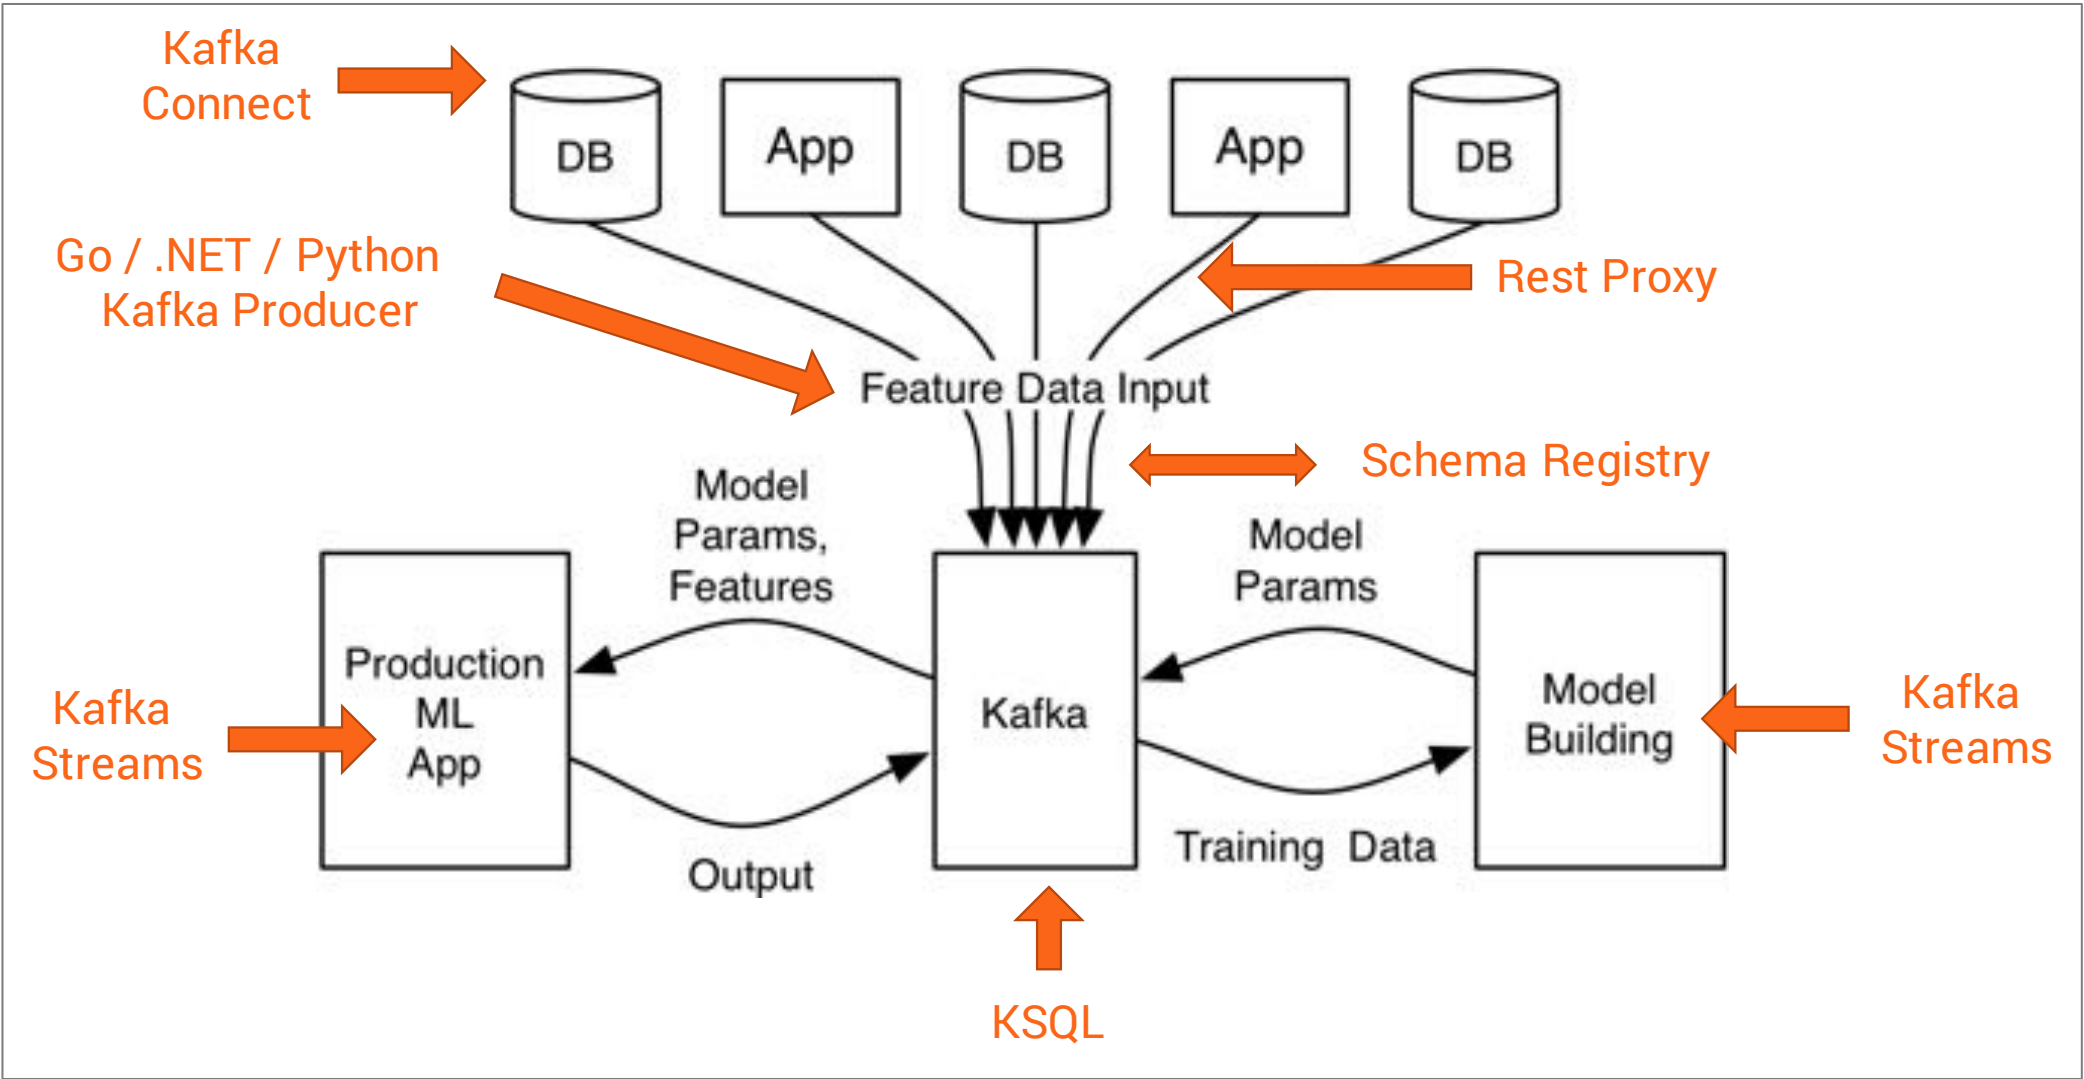 Kafka
Connect
DB
App
DB
App
DB
Go / .NET / Python
Kafka Producer
Rest Proxy
Feature Data Input
Schema Registry
Model
Params,
Features
Model
Params
Production
ML
App
Kafka
Model
Building
Kafka
Streams
Kafka
Streams
Output
Training Data
KSQL